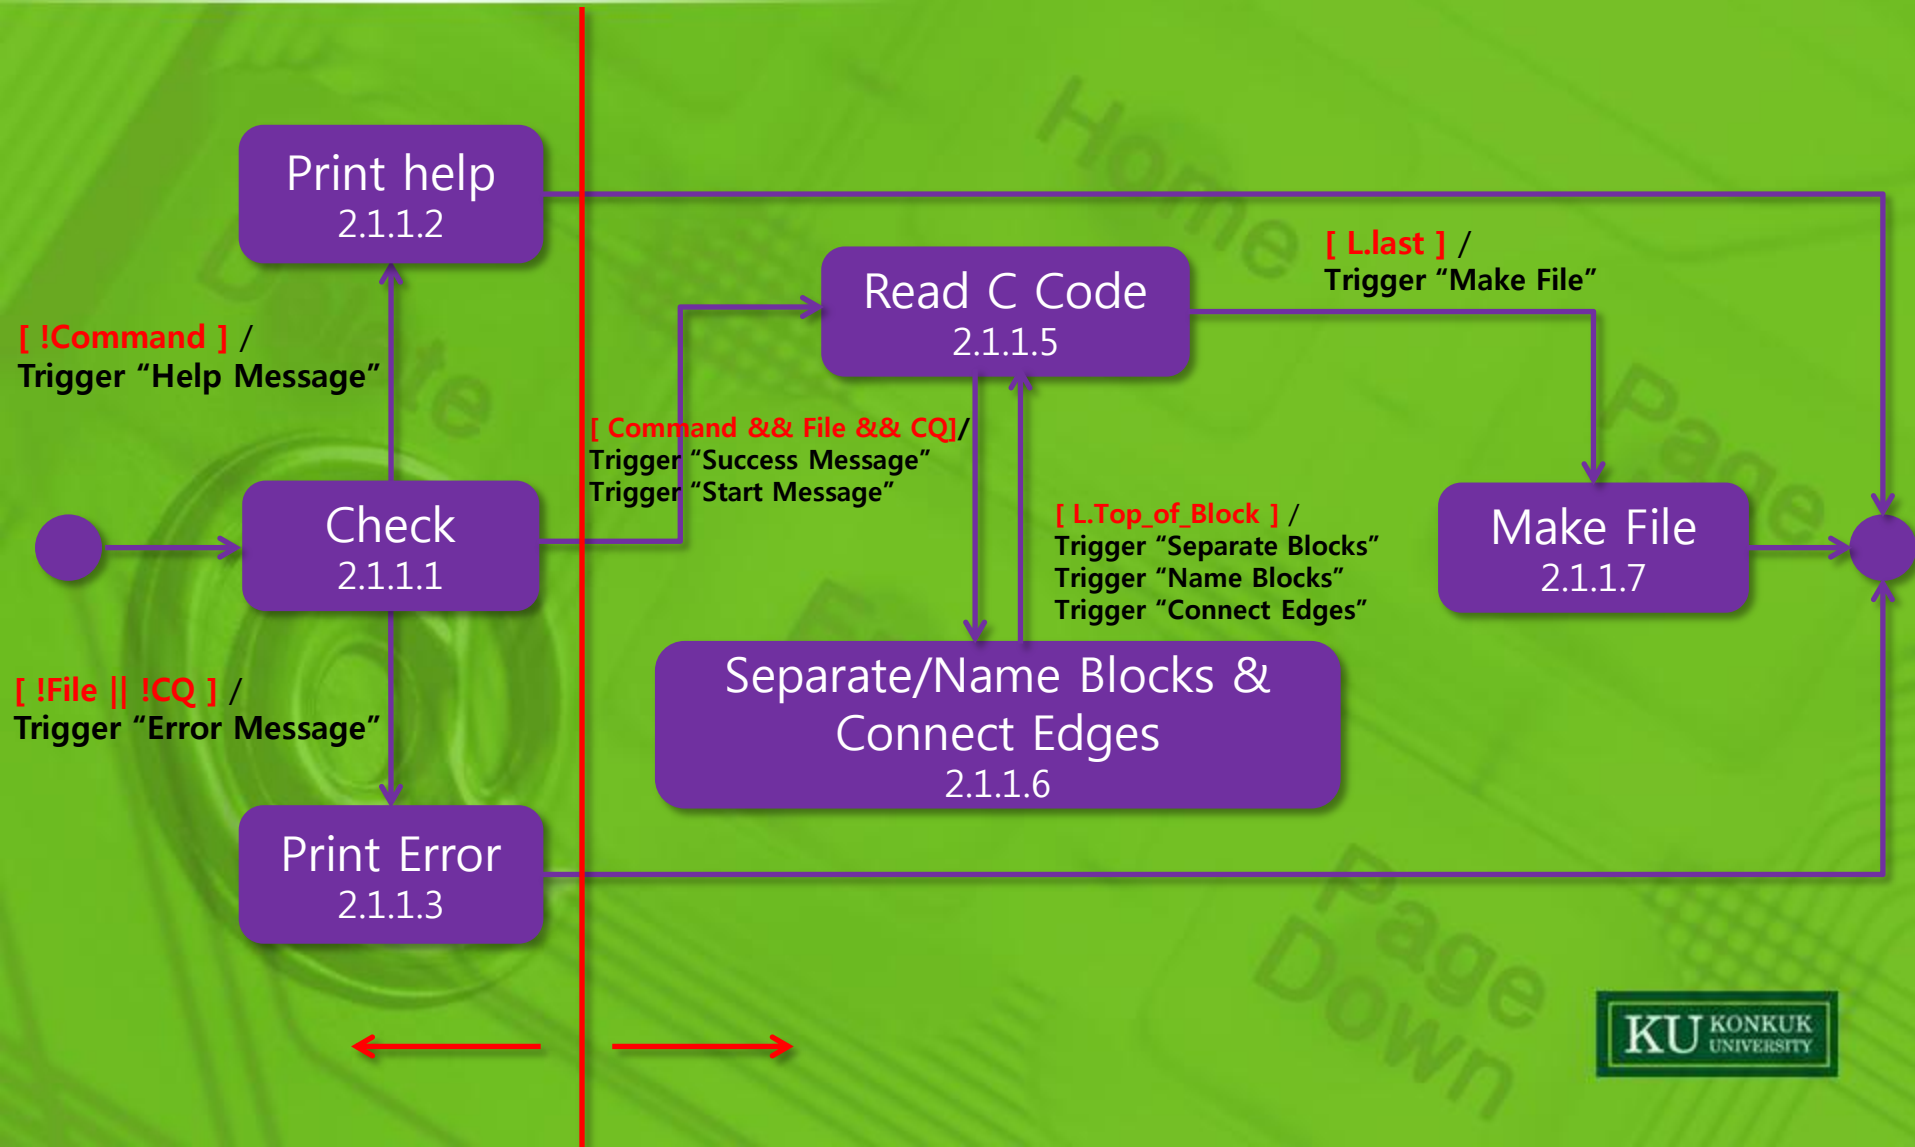 Home
Delete
Page
Page
Down
Print help
2.1.1.2
[ !Command ] /
Trigger “Help Message”
Check
2.1.1.1
[ !File || !CQ ] /
Trigger “Error Message”
Print Error
2.1.1.3
[ Command && File && CQ]/
Trigger “Success Message”
Trigger “Start Message”
Read C Code
2.1.1.5
[ L.last ] /
Trigger “Make File”
[ L.Top_of_Block ] /
Trigger “Separate Blocks”
Trigger “Name Blocks”
Trigger “Connect Edges”
Separate/Name Blocks &
Connect Edges
2.1.1.6
Make File
2.1.1.7
KU KONKUK
UNIVERSITY